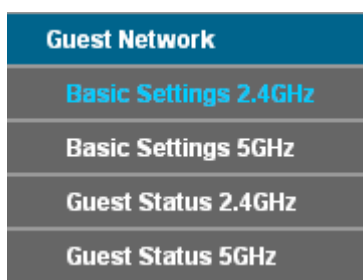 Guest Network
Basic Settings 2.4GHz
Basic Settings 5GHz
Guest Status 2.4GHz
Guest Status 5GHz